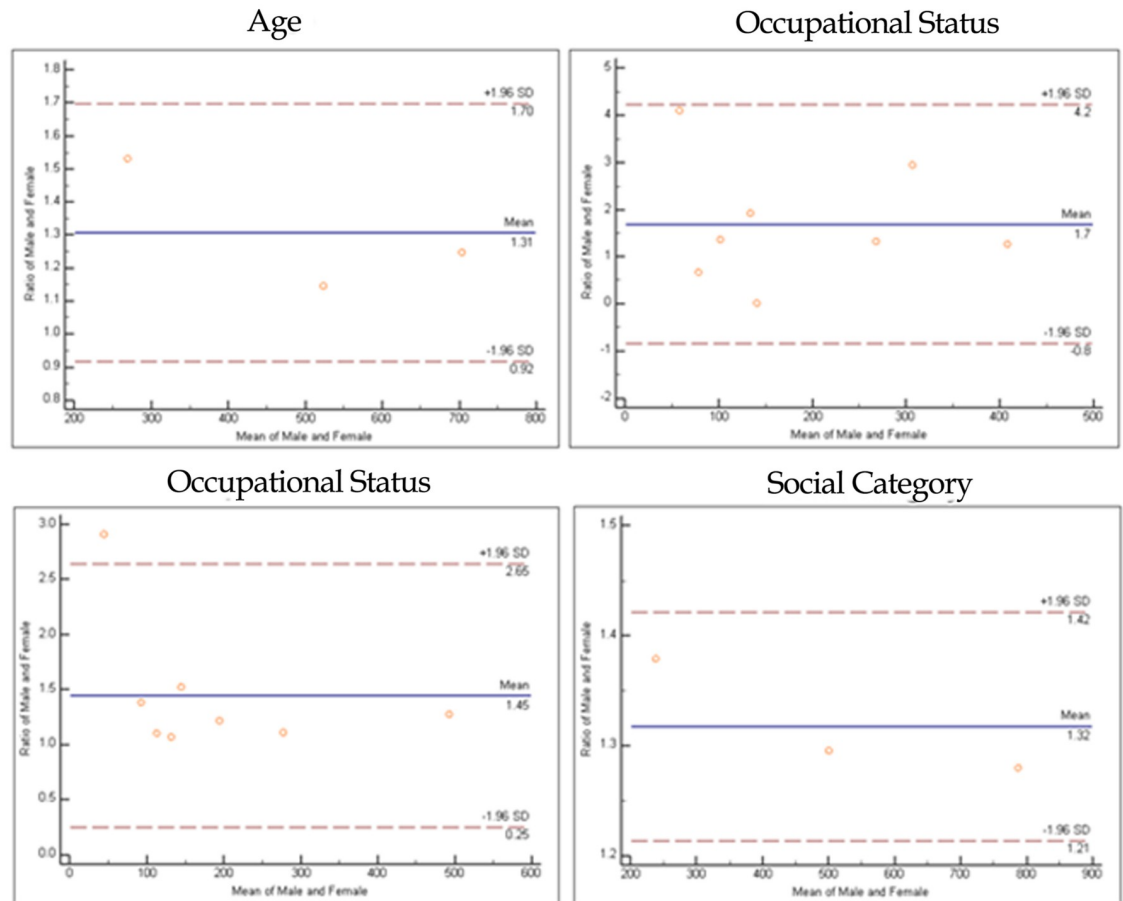 Age
1.8
1.7
1.6
1.5
1.4
1.3
1.2
1.1
1.0
0.9
0.8
Ratio of Male and Female
+1.96 SD
1.70
Mean
1.31
-1.96 SD
0.92
200 300 400 500 600 700 800
Mean of Male and Female
Occupational Status
5
4
3
2
1
0
-1
-2
Ratio of Male and Female
+1.96 SD
4.2
Mean
1.7
-1.96 SD
-0.8
0 100 200 300 400 500
Mean of Male and Female
Occupational Status
3.0
2.5
2.0
1.5
1.0
0.5
0.0
Ratio of Male and Female
+1.96 SD
2.65
Mean
1.45
-1.96 SD
0.25
0 100 200 300 400 500 600
Mean of Male and Female
Social Category
1.5
1.4
1.3
1.2
Ratio of Male and Female
+1.96 SD
1.42
Mean
1.32
-1.96 SD
1.21
200 300 400 500 600 700 800 900
Mean of Male and Female